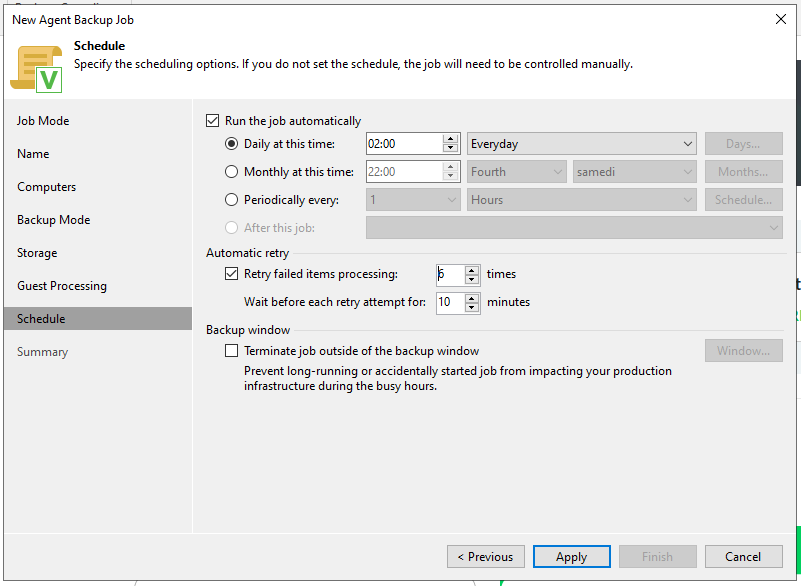 New Agent Backup Job
Schedule
Specify the scheduling options. If you do not set the schedule, the job will need to be controlled manually.
V
Job Mode
Name
Computers
Backup Mode
Storage
Guest Processing
Schedule
Summary
Run the job automatically
Daily at this time: 02:00 Everyday Days...
Monthly at this time: 22:00 Fourth samedi Months...
Periodically every: 1 Hours Schedule...
After this job:
Automatic retry
Retry failed items processing: 6 times
Wait before each retry attempt for: 10 minutes
Backup window
Terminate job outside of the backup window Window...
Prevent long-running or accidentally started job from impacting your production
infrastructure during the busy hours.
< Previous Apply Finish Cancel